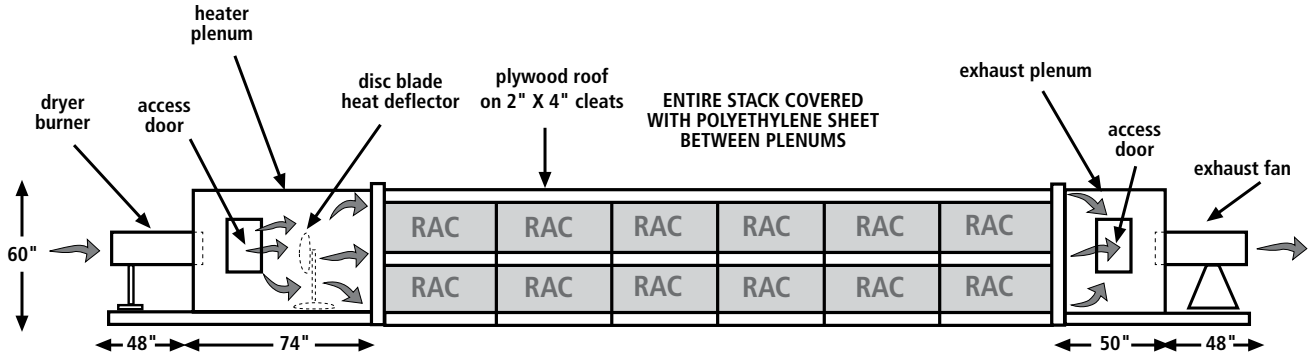 heater
plenum
dryer
burner
access
door
disc blade
heat deflector
plywood roof
on 2" X 4" cleats
ENTIRE STACK COVERED
WITH POLYETHYLENE SHEET
BETWEEN PLENUMS
exhaust plenum
access
door
exhaust fan
60"
RAC RAC RAC RAC RAC RAC
RAC RAC RAC RAC RAC RAC
48" 74" 50" 48"